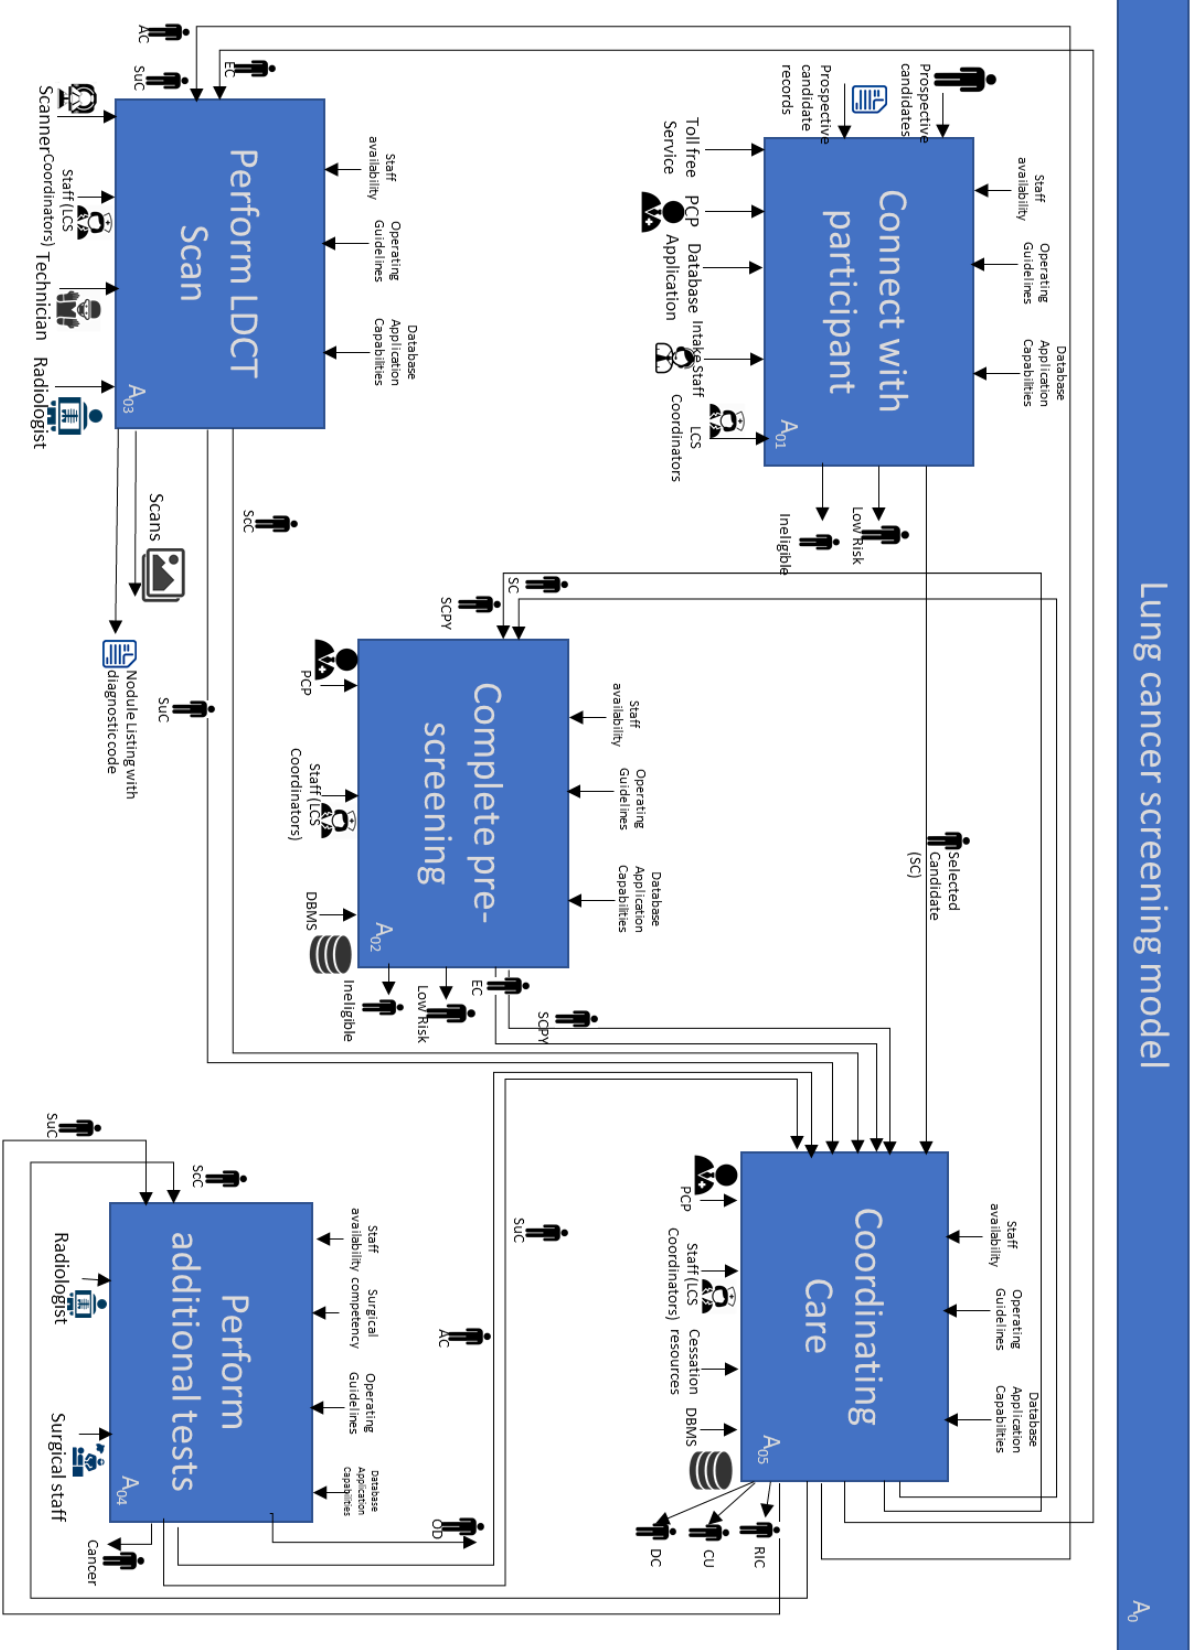 Lung cancer screening model
A0
Prospective
candidates
Prospective
candidate
records
Staff
availability
Operating
Guidelines
Database
Application
Capabilities
Connect with
participant
A01
Toll free
Service
PCP
Database
Application
Intake Staff
LCS
Coordinators
Low Risk
Ineligible
Selected
Candidate
(SC)
Staff
availability
Operating
Guidelines
Database
Application
Capabilities
Coordinating
Care
A05
PCP
Staff (LCS
Coordinators)
Cessation
resources
DBMS
RIC
CU
DC
SC
SCPY
Staff
availability
Operating
Guidelines
Database
Application
Capabilities
Complete pre-
screening
A02
PCP
Staff (LCS
Coordinators)
DBMS
EC
SCPY
Low Risk
Ineligible
AC
SuC
EC
Staff
availability
Operating
Guidelines
Database
Application
Capabilities
Perform LDCT
Scan
A03
Scanner
Staff (LCS
Coordinators)
Technician
Radiologist
ScC
Scans
SuC
Nodule Listing with
diagnostic code
SuC
AC
SuC
ScC
Staff
availability
Surgical
competency
Operating
Guidelines
Database
Application
Capabilities
Perform
additional tests
A04
Radiologist
Surgical staff
OD
Cancer